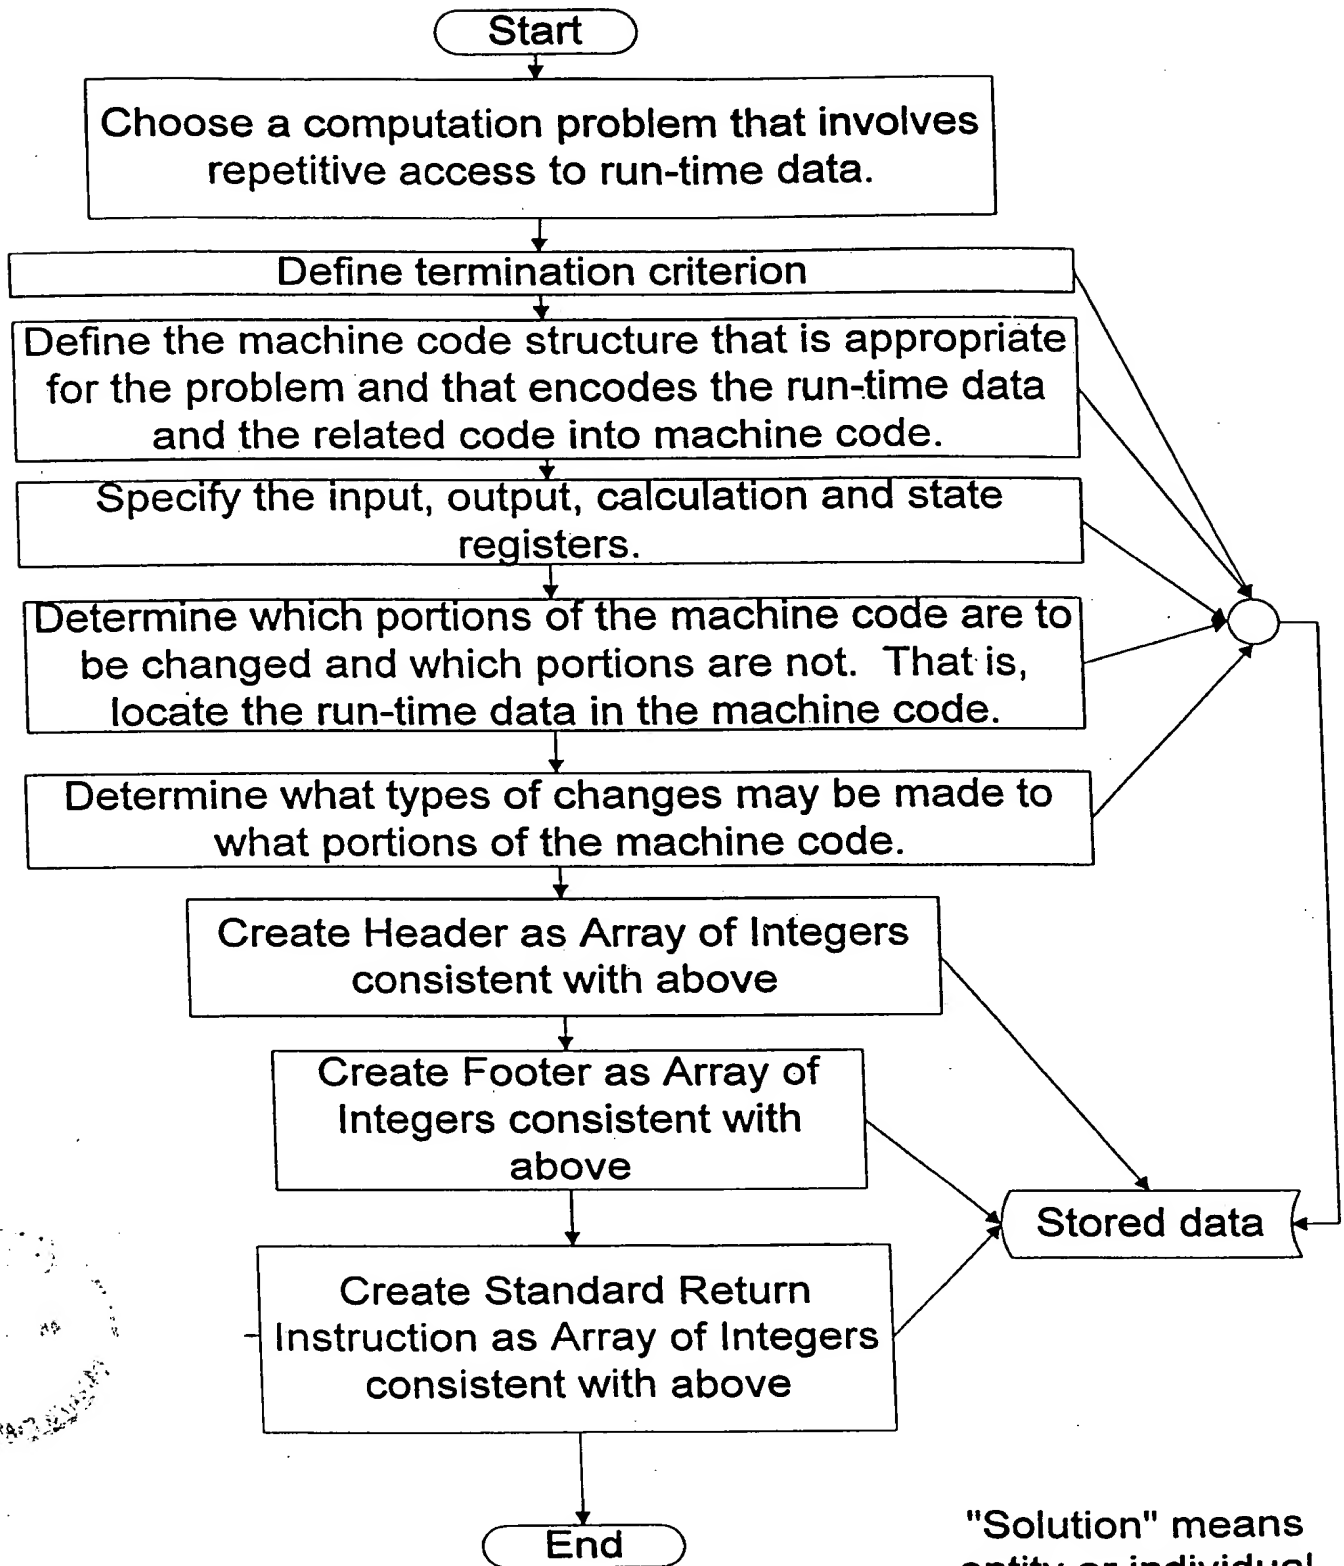 Start
Choose a computation problem that involves
repetitive access to run-time data.
Define termination criterion
Define the machine code structure that is appropriate
for the problem and that encodes the run-time data
and the related code into machine code.
Specify the input, output, calculation and state
registers.
Determine which portions of the machine code are to
be changed and which portions are not. That is,
locate the run-time data in the machine code.
Determine what types of changes may be made to
what portions of the machine code.
Create Header as Array of Integers
consistent with above
Create Footer as Array of
Integers consistent with
above
Stored data
Create Standard Return
Instruction as Array of Integers
consistent with above
End
"Solution" means
entity or individual